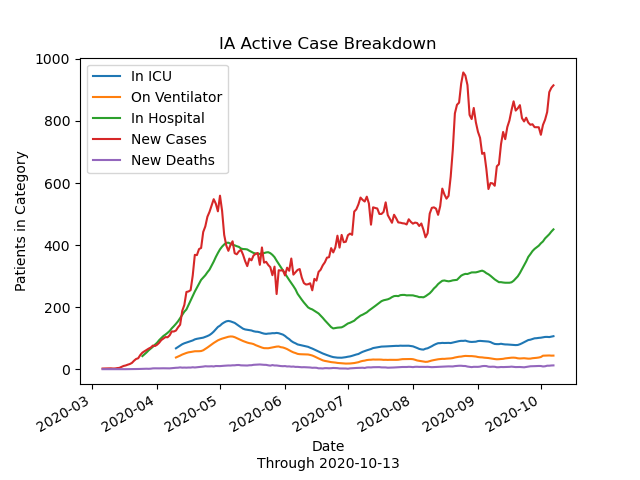 IA Active Case Breakdown
1000
800
600
400
200
0
Patients in Category
In ICU
On Ventilator
In Hospital
New Cases
New Deaths
2020-03
2020-04
2020-05
2020-06
2020-07
2020-08
2020-09
2020-10
Date
Through 2020-10-13